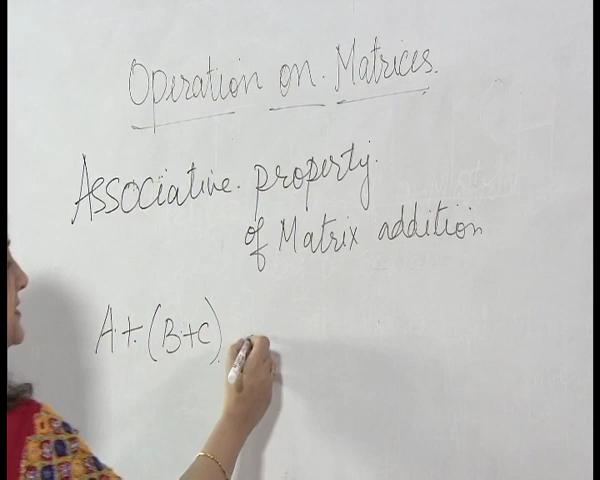 Operation on Matrices.
Associative property.
of Matrix addition
A+(B+C)